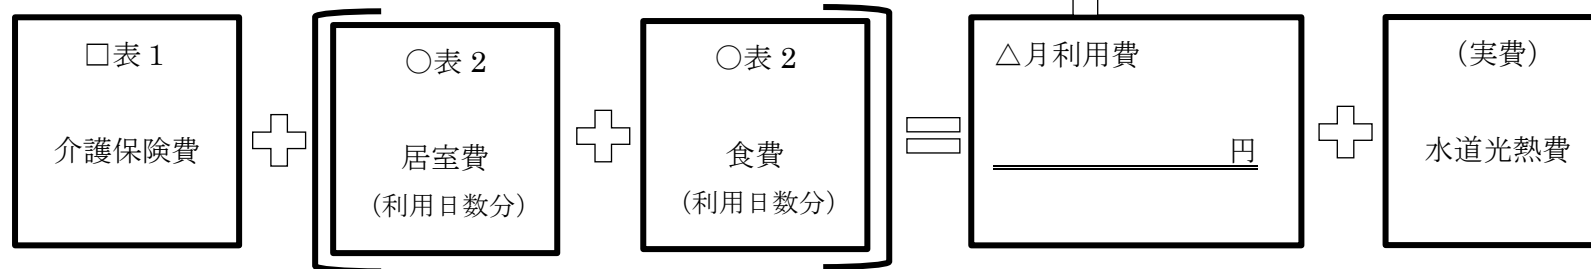 □表１
介護保険費
○表 2
居室費
（利用日数分）
○表 2
食費
（利用日数分）
△月利用費
円
（実費）
水道光熱費